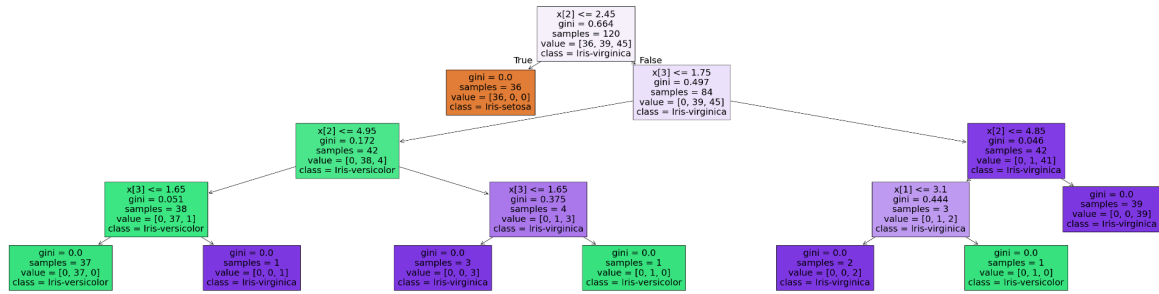 x[2] <= 2.45
gini = 0.664
samples = 120
value = [36, 39, 45]
class = Iris-virginica
True
False
gini = 0.0
samples = 36
value = [36, 0, 0]
class = Iris-setosa
x[3] <= 1.75
gini = 0.497
samples = 84
value = [0, 39, 45]
class = Iris-virginica
x[2] <= 4.95
gini = 0.172
samples = 42
value = [0, 38, 4]
class = Iris-versicolor
x[2] <= 4.85
gini = 0.046
samples = 42
value = [0, 1, 41]
class = Iris-virginica
x[3] <= 1.65
gini = 0.051
samples = 38
value = [0, 37, 1]
class = Iris-versicolor
x[3] <= 1.65
gini = 0.375
samples = 4
value = [0, 1, 3]
class = Iris-virginica
x[1] <= 3.1
gini = 0.444
samples = 3
value = [0, 1, 2]
class = Iris-virginica
gini = 0.0
samples = 39
value = [0, 0, 39]
class = Iris-virginica
gini = 0.0
samples = 37
value = [0, 37, 0]
class = Iris-versicolor
gini = 0.0
samples = 1
value = [0, 0, 1]
class = Iris-virginica
gini = 0.0
samples = 3
value = [0, 0, 3]
class = Iris-virginica
gini = 0.0
samples = 1
value = [0, 1, 0]
class = Iris-versicolor
gini = 0.0
samples = 2
value = [0, 0, 2]
class = Iris-virginica
gini = 0.0
samples = 1
value = [0, 1, 0]
class = Iris-versicolor